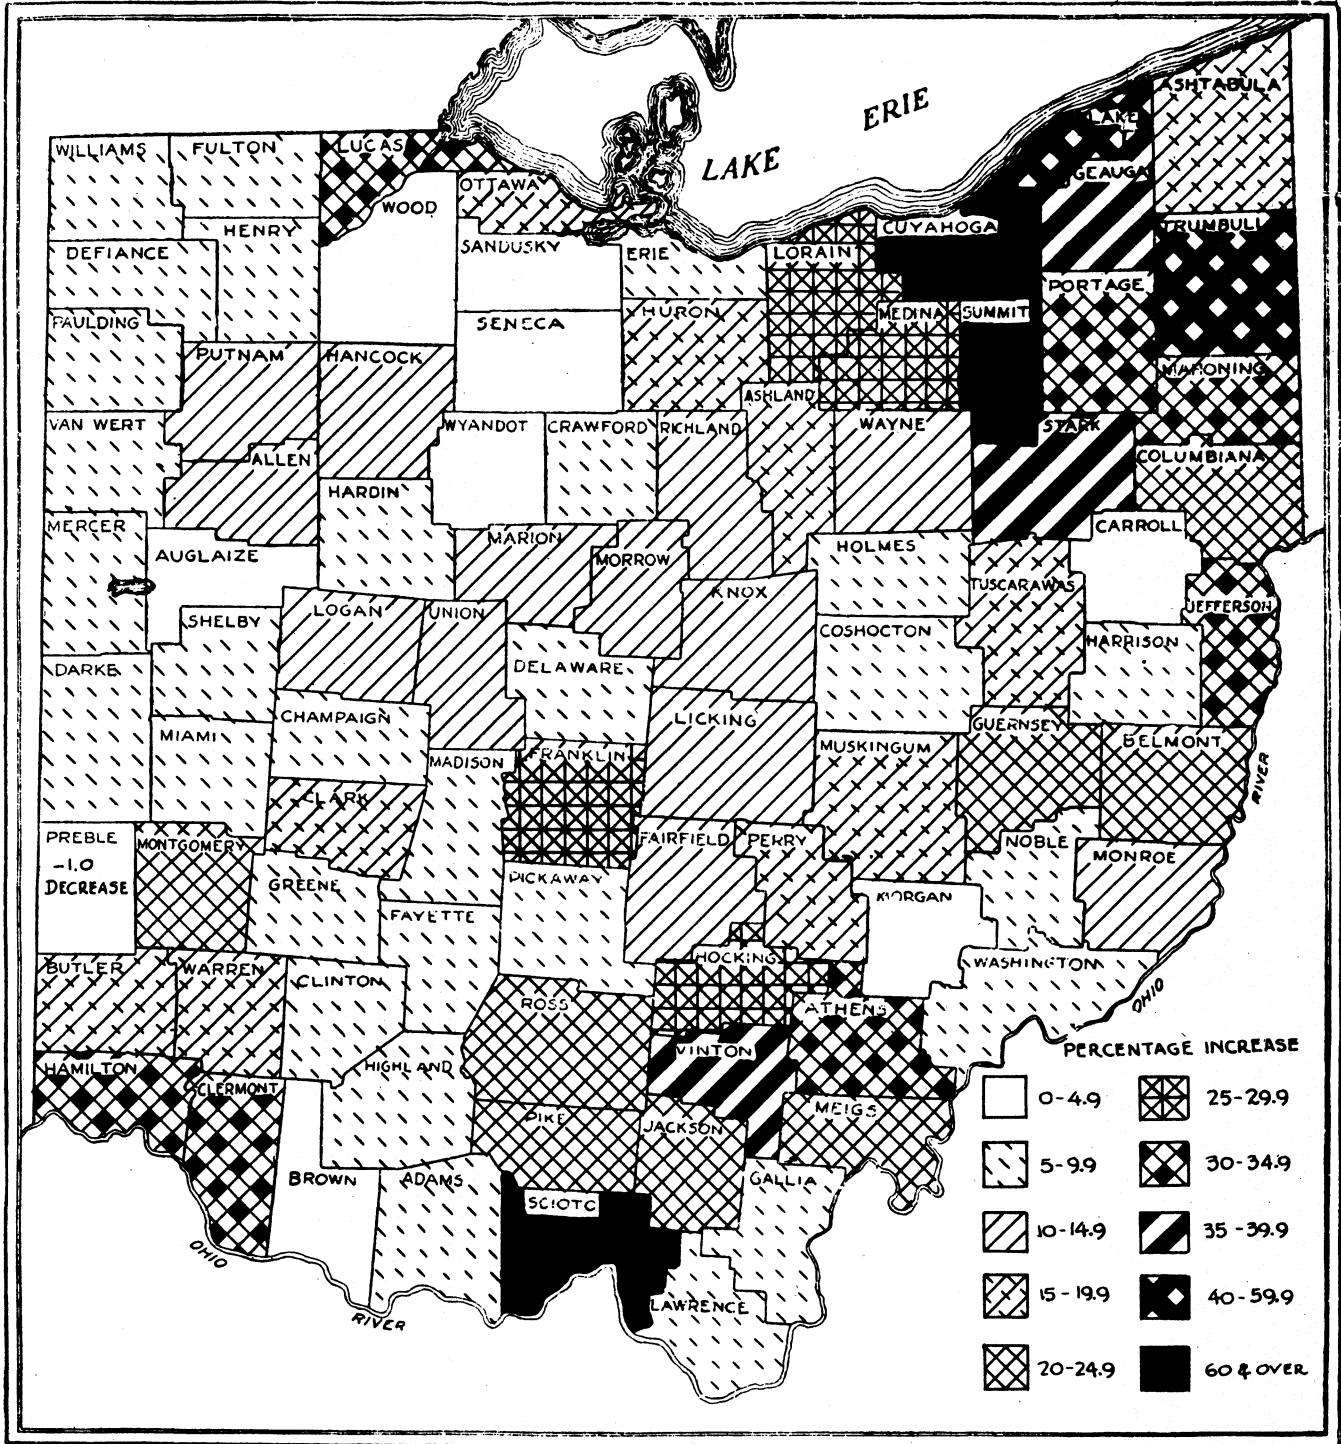 ERIE
LAKE
ASHTABULA
LAKE
WILLIAMS
FULTON
LUCAS
GEAUGA
OTTAWA
WOOD
HENRY
CUYAHOGA
TRUMBULL
DEFIANCE
SANDUSKY
ERIE
LORAIN
PORTAGE
PAULDING
SENECA
HURON
MEDINA
SUMMIT
PUTNAM
HANCOCK
MAHONING
ASHLAND
VAN WERT
WYANDOT
CRAWFORD
RICHLAND
WAYNE
STARK
ALLEN
COLUMBIANA
HARDIN
MERCER
CARROLL
AUGLAIZE
MARION
MORROW
HOLMES
TUSCARAWAS
KNOX
JEFFERSON
LOGAN
UNION
SHELBY
COSHOCTON
HARRISON
DARKE
DELAWARE
CHAMPAIGN
LICKING
GUERNSEY
MIAMI
MUSKINGUM
BELMONT
MADISON
FRANKLIN
RIVER
CLARK
PREBLE
-1.0
DECREASE
MONTGOMERY
FAIRFIELD
PERRY
NOBLE
MONROE
GREENE
PICKAWAY
MORGAN
FAYETTE
HOCKING
WASHINGTON
BUTLER
WARREN
CLINTON
ROSS
ATHENS
OHIO
VINTON
HAMILTON
CLERMONT
HIGHLAND
PIKE
JACKSON
MEIGS
BROWN
ADAMS
GALLIA
SCIOTO
OHIO
RIVER
LAWRENCE
PERCENTAGE INCREASE
0-4.9
25-29.9
5-9.9
30-34.9
10-14.9
35-39.9
15-19.9
40-59.9
20-24.9
60 & OVER